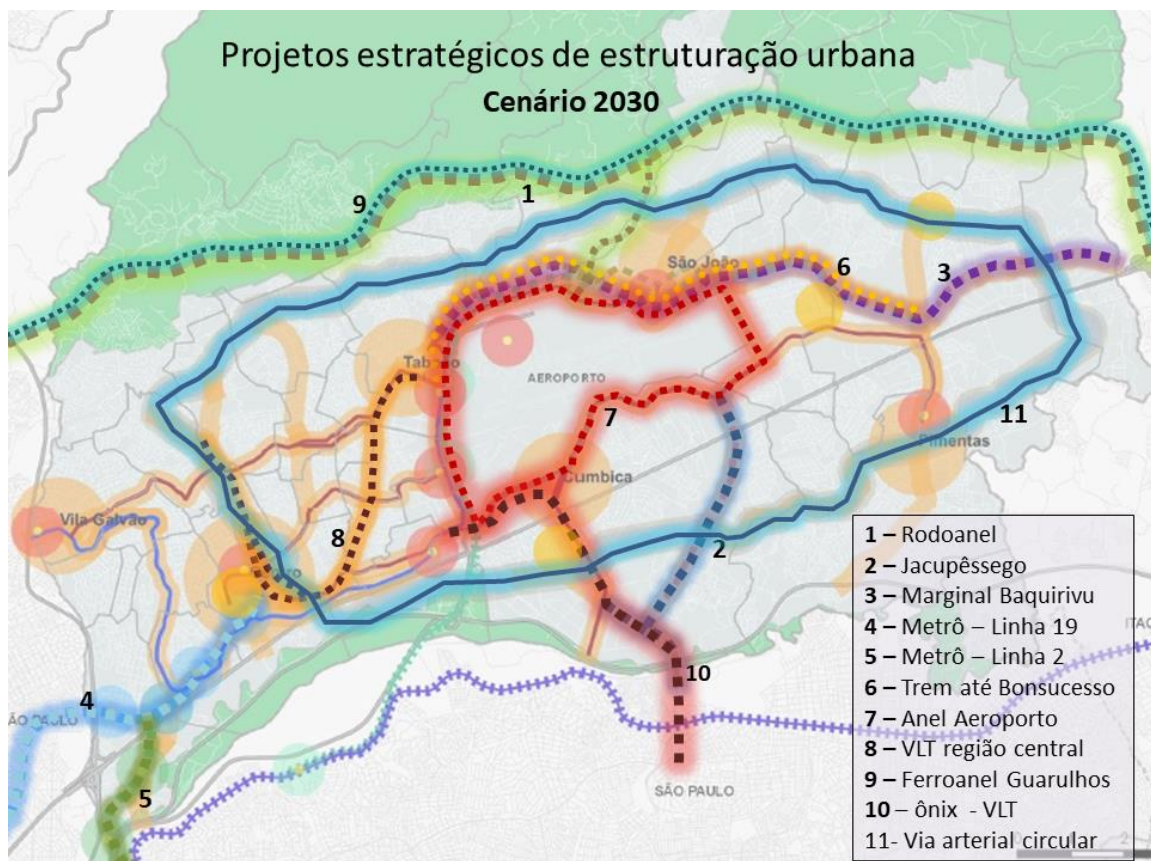 Projetos estratégicos de estruturação urbana
Cenário 2030
1
9
São João
6
3
AEROPORTO
7
11
Cumbica
Pimentas
Vila Galvão
8
2
10
4
SÃO PAULO
5
SÃO PAULO
1 – Rodoanel
2 – Jacupêssego
3 – Marginal Baquirivu
4 – Metrô – Linha 19
5 – Metrô – Linha 2
6 – Trem até Bonsucesso
7 – Anel Aeroporto
8 – VLT região central
9 – Ferroanel Guarulhos
10 – ônix - VLT
11- Via arterial circular